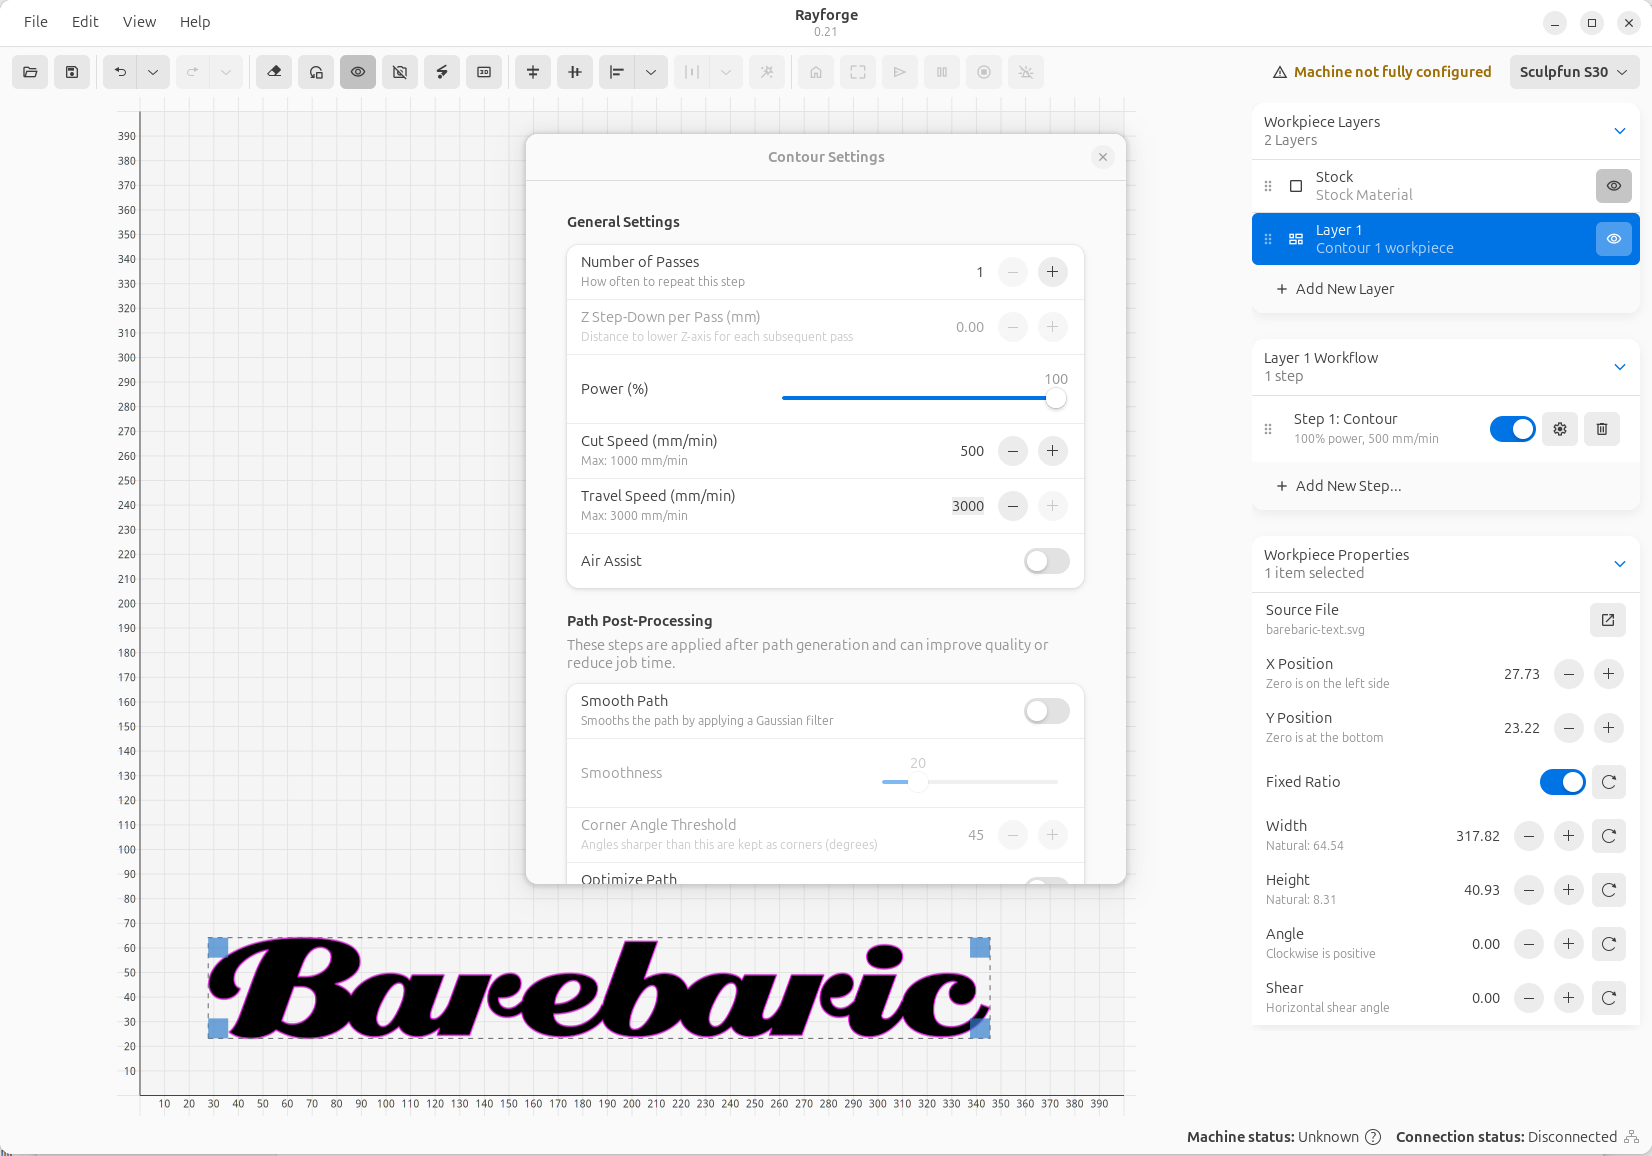 File Edit View Help
Rayforge
0.21
Machine not fully configured
Sculpfun S30
Workpiece Layers
2 Layers
Stock
Stock Material
Layer 1
Contour 1 workpiece
Add New Layer
Layer 1 Workflow
1 step
Step 1: Contour
100% power, 500 mm/min
Add New Step...
Workpiece Properties
1 item selected
Source File
barebaric-text.svg
X Position
Zero is on the left side
27.73
Y Position
Zero is at the bottom
23.22
Fixed Ratio
Width
Natural: 64.54
317.82
Height
Natural: 8.31
40.93
Angle
Clockwise is positive
0.00
Shear
Horizontal shear angle
0.00
Contour Settings
General Settings
Number of Passes
How often to repeat this step
1
Z Step-Down per Pass (mm)
Distance to lower Z-axis for each subsequent pass
0.00
Power (%)
100
Cut Speed (mm/min)
Max: 1000 mm/min
500
Travel Speed (mm/min)
Max: 3000 mm/min
3000
Air Assist
Path Post-Processing
These steps are applied after path generation and can improve quality or
reduce job time.
Smooth Path
Smooths the path by applying a Gaussian filter
Smoothness
20
Corner Angle Threshold
Angles sharper than this are kept as corners (degrees)
45
Optimize Path
390
380
370
360
350
340
330
320
310
300
290
280
270
260
250
240
230
220
210
200
190
180
170
160
150
140
130
120
110
100
90
80
70
60
50
40
30
20
10
Barebaric
10 20 30 40 50 60 70 80 90 100 110 120 130 140 150 160 170 180 190 200 210 220 230 240 250 260 270 280 290 300 310 320 330 340 350 360 370 380 390
Machine status: Unknown
Connection status: Disconnected